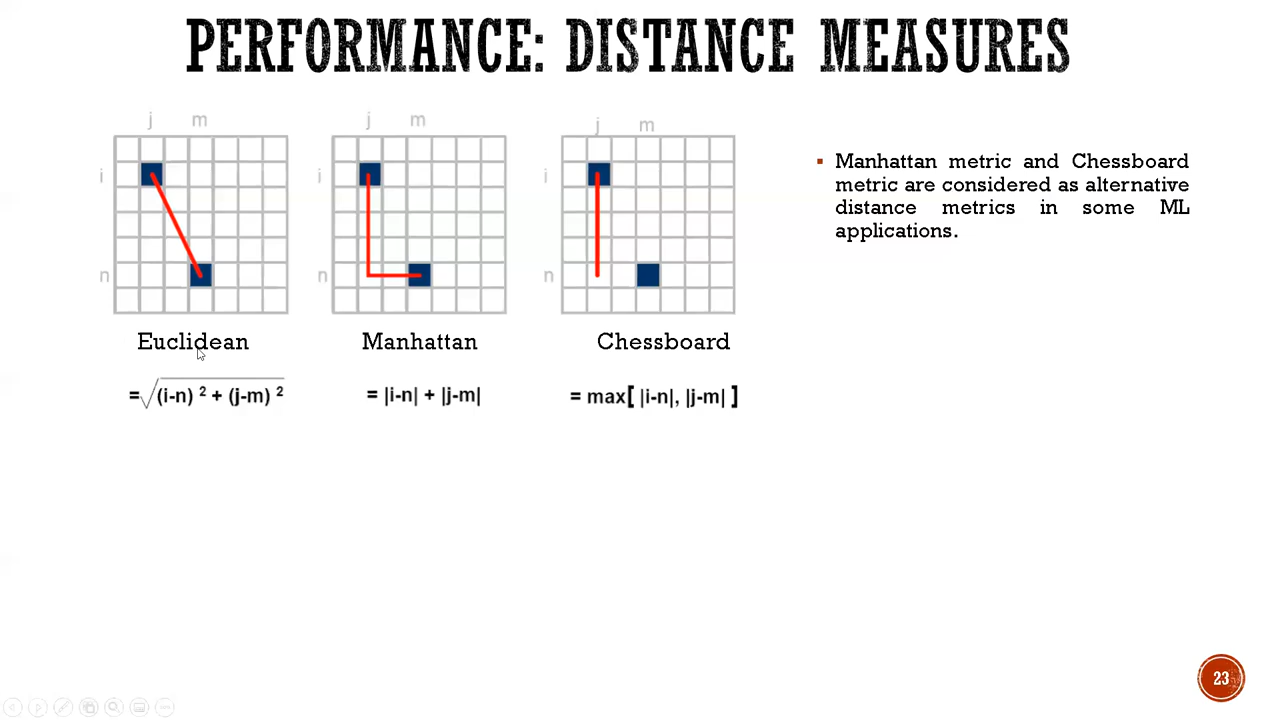 PERFORMANCE: DISTANCE MEASURES
j m
i
n
j m
i
n
j m
i
n
Euclidean
Manhattan
Chessboard
=√(i-n) ² + (j-m) ²
= |i-n| + |j-m|
= max[ |i-n|, |j-m| ]
▪ Manhattan metric and Chessboard
metric are considered as alternative
distance metrics in some ML
applications.
23